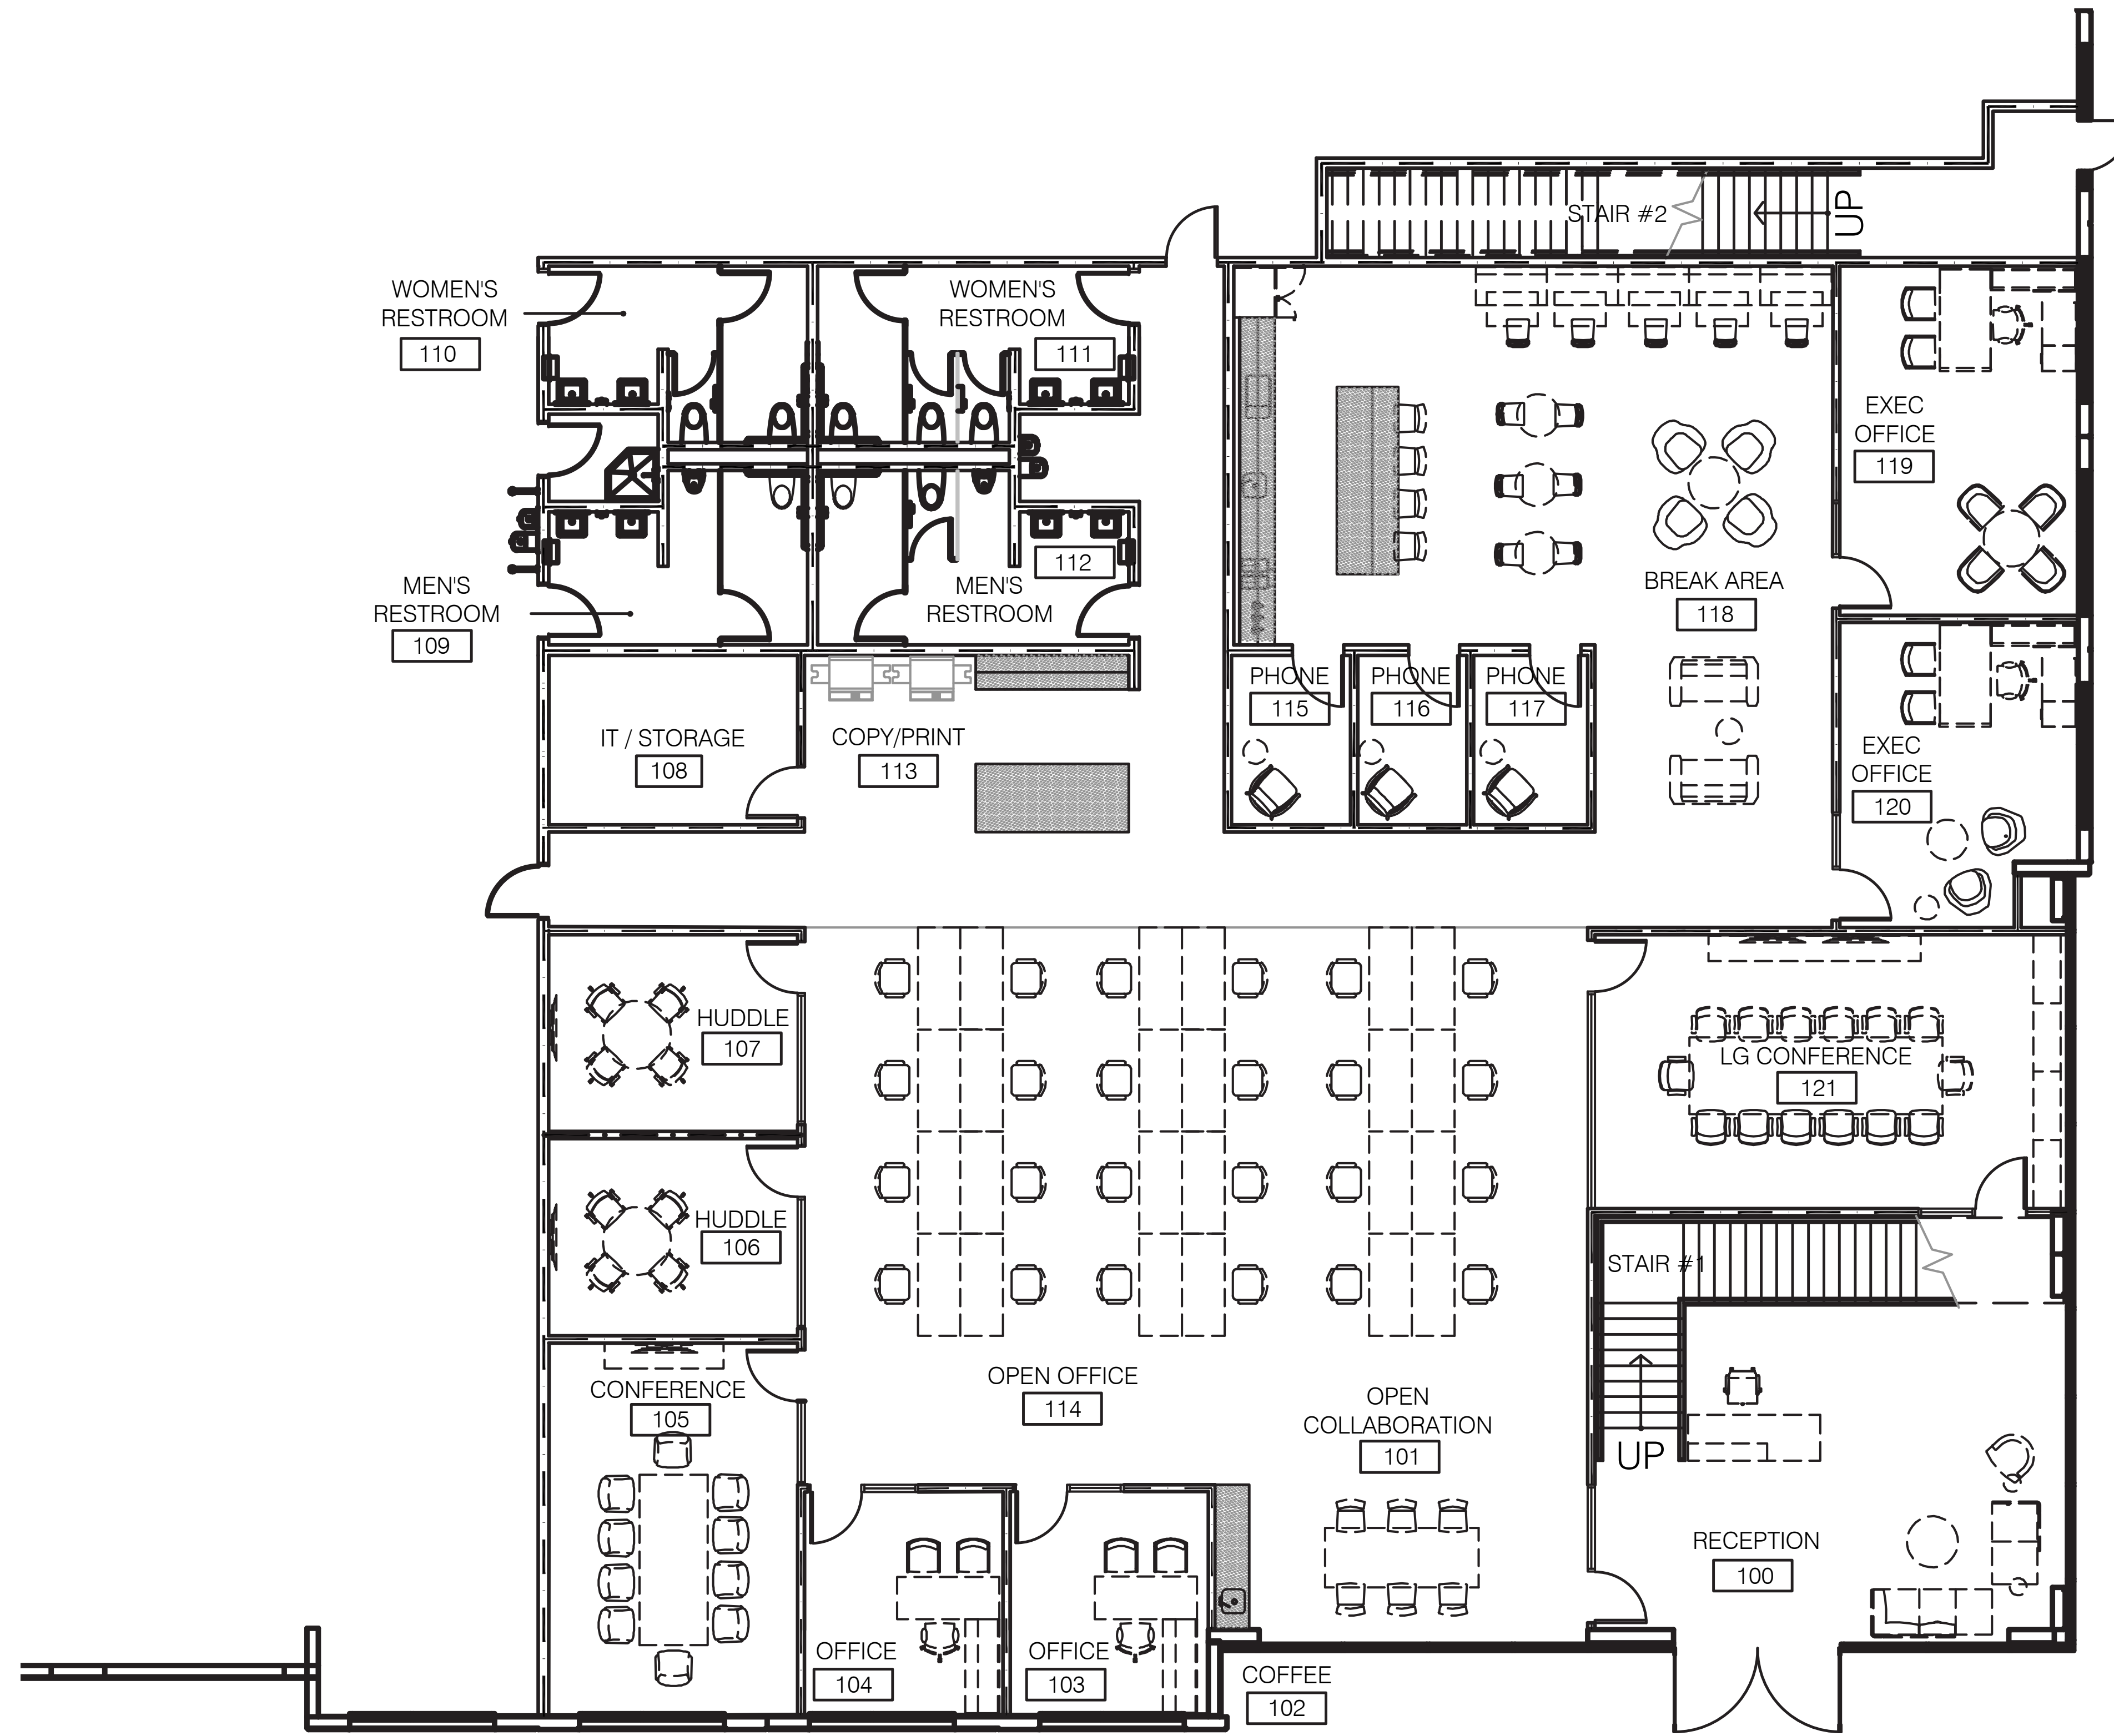 STAIR #2
UP
WOMEN'S
RESTROOM
110
WOMEN'S
RESTROOM
111
EXEC
OFFICE
119
112
MEN'S
RESTROOM
109
MEN'S
RESTROOM
BREAK AREA
118
PHONE
115
PHONE
116
PHONE
117
IT / STORAGE
108
COPY/PRINT
113
EXEC
OFFICE
120
HUDDLE
107
LG CONFERENCE
121
HUDDLE
106
STAIR #1
UP
CONFERENCE
105
OPEN OFFICE
114
OPEN
COLLABORATION
101
RECEPTION
100
OFFICE
104
OFFICE
103
COFFEE
102